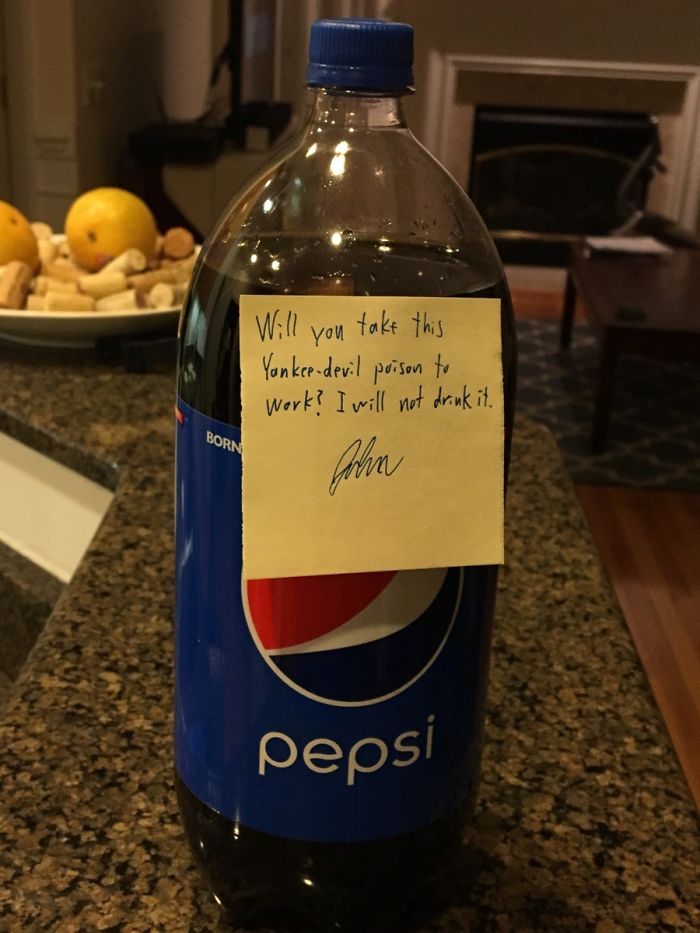 Will you take this
Yankee-devil poison to
work? I will not drink it.
John
BORN
pepsi